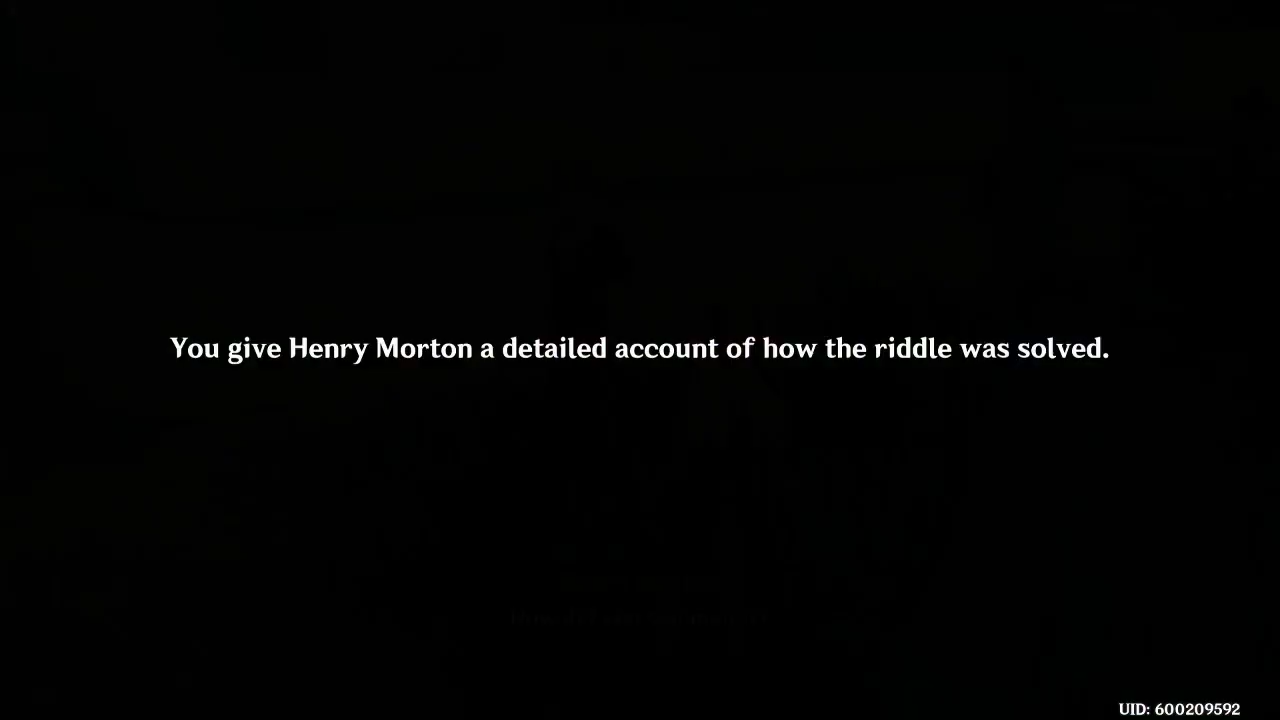 You give Henry Morton a detailed account of how the riddle was solved.
UID: 600209592